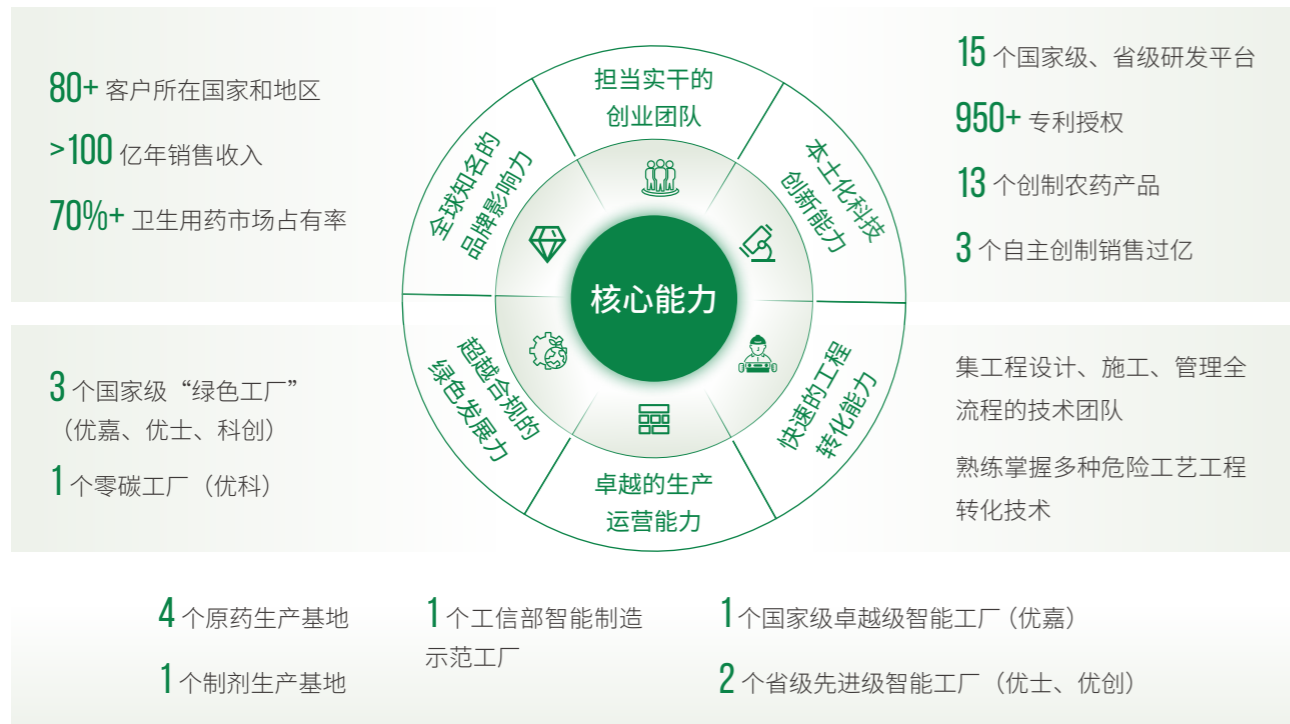 80+ 客户所在国家和地区
>100 亿年销售收入
70%+ 卫生用药市场占有率
担当实干的
创业团队
全球知名的
品牌影响力
本土化科技
创新能力
核心能力
超越合规的
绿色发展力
快速的工程
转化能力
卓越的生产
运营能力
15 个国家级、省级研发平台
950+ 专利授权
13 个创制农药产品
3 个自主创制销售过亿
3 个国家级“绿色工厂”
（优嘉、优士、科创）
1 个零碳工厂（优科）
集工程设计、施工、管理全
流程的技术团队
熟练掌握多种危险工艺工程
转化技术
4 个原药生产基地
1 个制剂生产基地
1 个工信部智能制造
示范工厂
1 个国家级卓越级智能工厂（优嘉）
2 个省级先进级智能工厂（优士、优创）